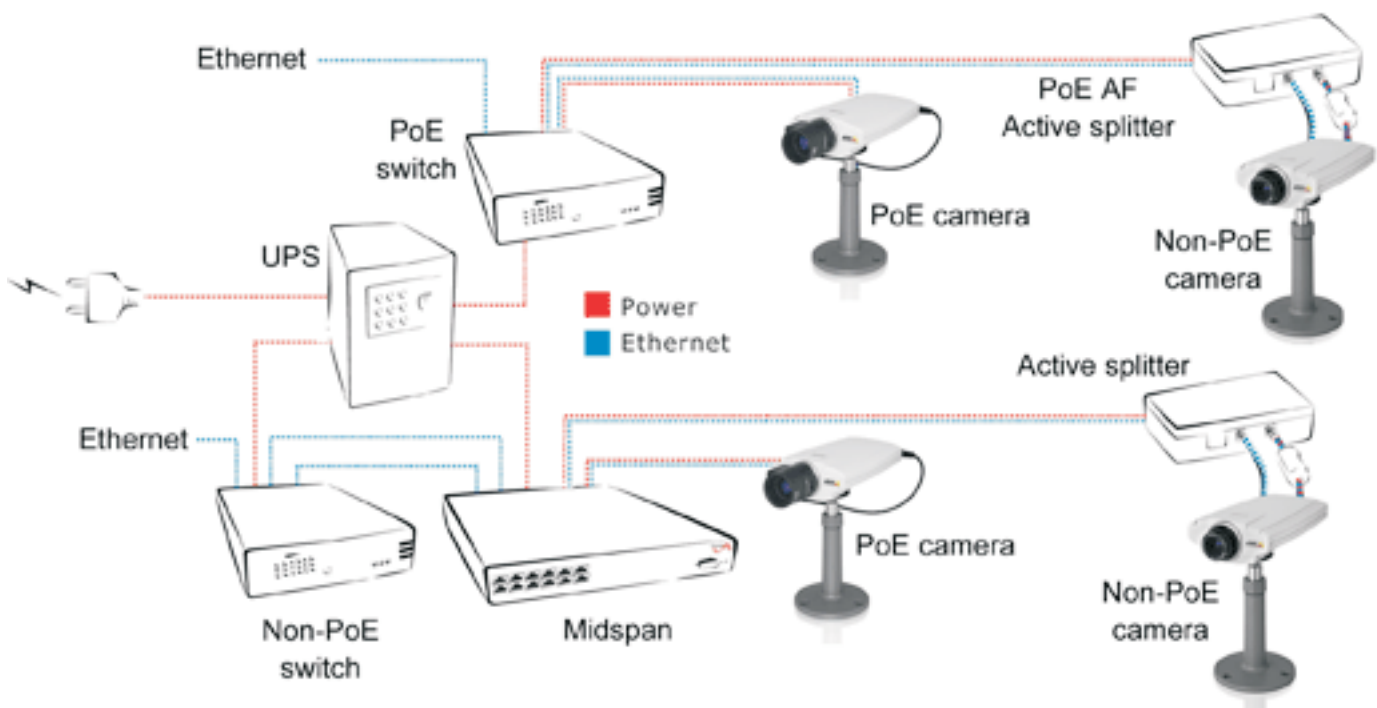 Ethernet
PoE
switch
PoE AF
Active splitter
PoE camera
Non-PoE
camera
UPS
Power
Ethernet
Active splitter
Ethernet
PoE camera
Non-PoE
camera
Non-PoE
switch
Midspan